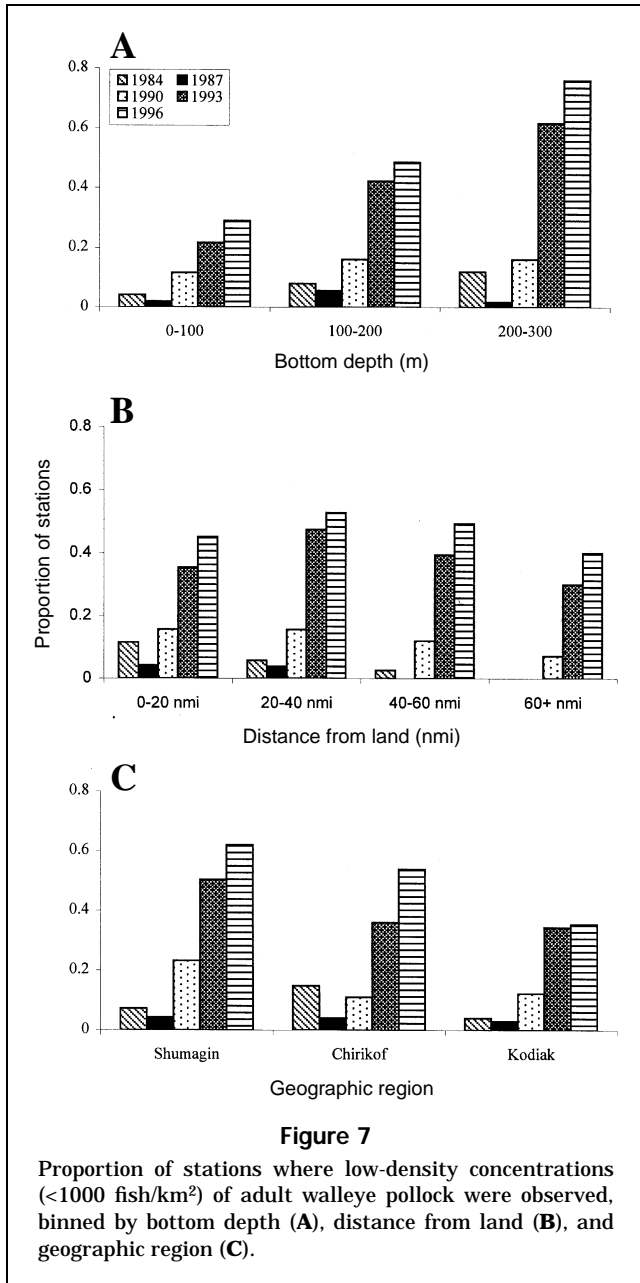 A
0.8
1984 1987
1990 1993
1996
0.6
0.4
0.2
0
0-100 100-200 200-300
Bottom depth (m)
B
0.8
0.6
0.4
0.2
0
0-20 nmi 20-40 nmi 40-60 nmi 60+ nmi
Distance from land (nmi)
Proportion of stations
C
0.8
0.6
0.4
0.2
0
Shumagin Chirikof Kodiak
Geographic region
Figure 7
Proportion of stations where low-density concentrations
(<1000 fish/km²) of adult walleye pollock were observed,
binned by bottom depth (A), distance from land (B), and
geographic region (C).